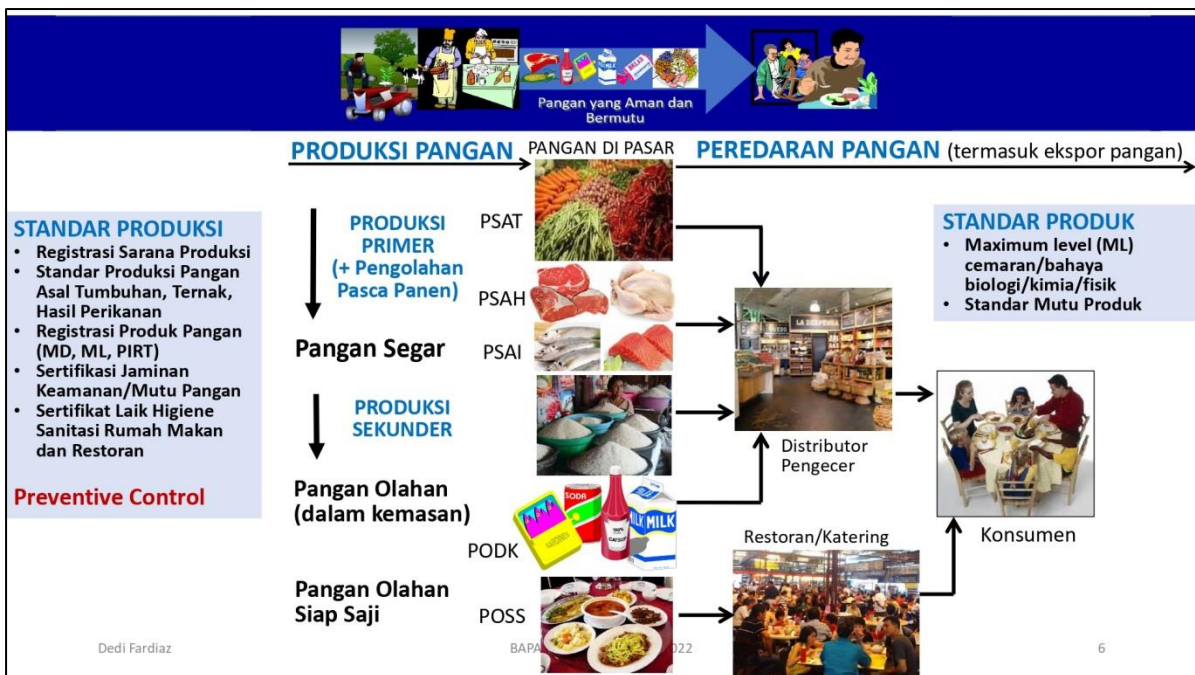 Pangan yang Aman dan
Bermutu
PRODUKSI PANGAN
PANGAN DI PASAR
PEREDARAN PANGAN (termasuk ekspor pangan)
STANDAR PRODUKSI
• Registrasi Sarana Produksi
• Standar Produksi Pangan
Asal Tumbuhan, Ternak,
Hasil Perikanan
• Registrasi Produk Pangan
(MD, ML, PIRT)
• Sertifikasi Jaminan
Keamanan/Mutu Pangan
• Sertifikat Laik Higiene
Sanitasi Rumah Makan
dan Restoran
Preventive Control
PRODUKSI
PRIMER
(+ Pengolahan
Pasca Panen)
Pangan Segar
PRODUKSI
SEKUNDER
Pangan Olahan
(dalam kemasan)
Pangan Olahan
Siap Saji
PSAT
PSAH
PSAI
PODK
POSS
SODA
CATSUP
MILK MILK
Distributor
Pengecer
Restoran/Katering
STANDAR PRODUK
• Maximum level (ML)
cemaran/bahaya
biologi/kimia/fisik
• Standar Mutu Produk
Konsumen
Dedi Fardiaz
BAPA
022
6